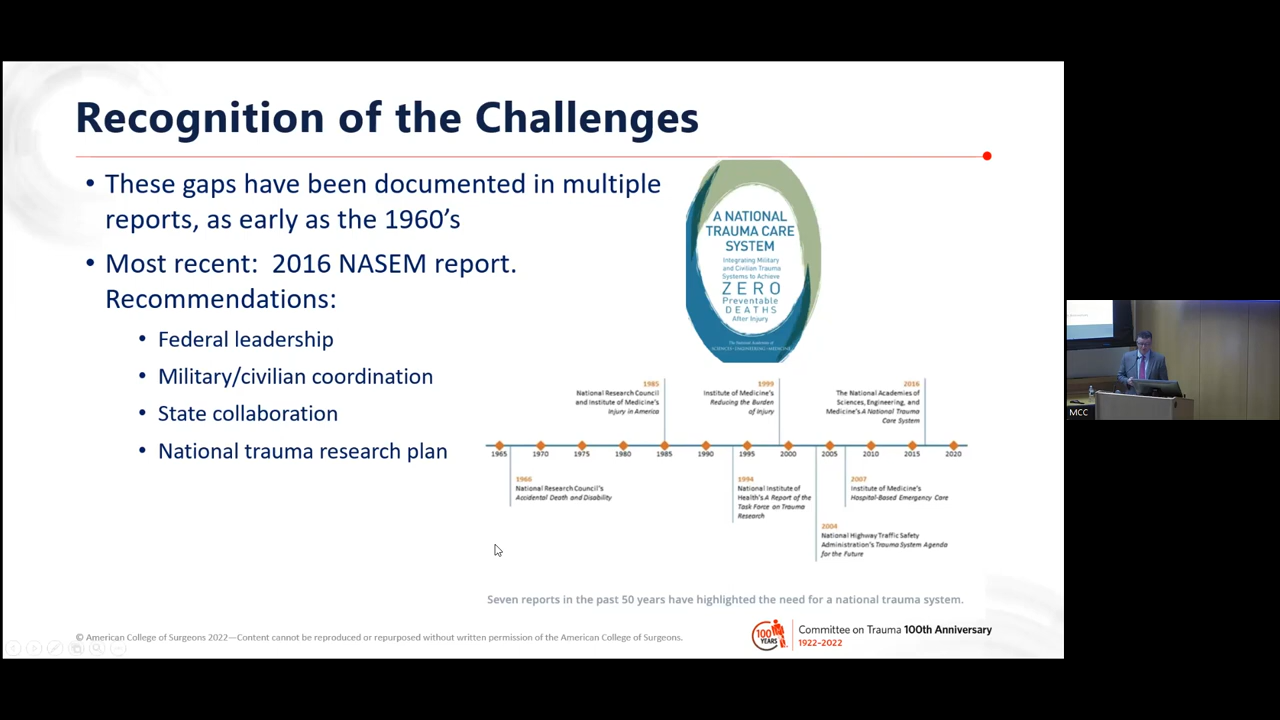 Recognition of the Challenges
• These gaps have been documented in multiple
reports, as early as the 1960’s
• Most recent: 2016 NASEM report.
Recommendations:
• Federal leadership
• Military/civilian coordination
• State collaboration
• National trauma research plan
A NATIONAL
TRAUMA CARE
SYSTEM
Integrating Military
and Civilian Trauma
Systems to Achieve
ZERO
Preventable
DEATHS
After Injury
The National Academies of
SCIENCES • ENGINEERING • MEDICINE
1985
National Research Council
and Institute of Medicine's
Injury in America
1999
Institute of Medicine's
Reducing the Burden
of Injury
2016
The National Academies of
Sciences, Engineering, and
Medicine's A National Trauma
Care System
1965 1970 1975 1980 1985 1990 1995 2000 2005 2010 2015 2020
1966
National Research Council's
Accidental Death and Disability
1994
National Institute of
Health's A Report of the
Task Force on Trauma
Research
2007
Institute of Medicine's
Hospital-Based Emergency Care
2004
National Highway Traffic Safety
Administration's Trauma System Agenda
for the Future
Seven reports in the past 50 years have highlighted the need for a national trauma system.
© American College of Surgeons 2022—Content cannot be reproduced or repurposed without written permission of the American College of Surgeons.
100
YEARS
Committee on Trauma 100th Anniversary
1922-2022
MCC